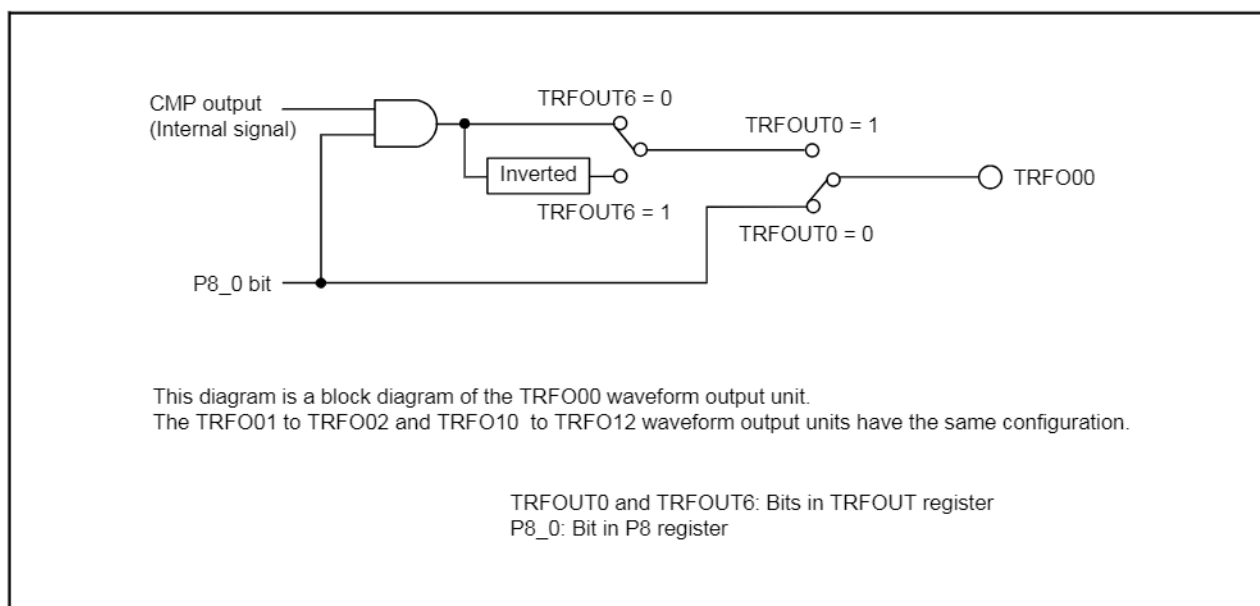 CMP output
(Internal signal)
TRFOUT6 = 0
TRFOUT0 = 1
Inverted
TRFO00
TRFOUT6 = 1
TRFOUT0 = 0
P8_0 bit
This diagram is a block diagram of the TRFO00 waveform output unit.
The TRFO01 to TRFO02 and TRFO10  to TRFO12 waveform output units have the same configuration.
TRFOUT0 and TRFOUT6: Bits in TRFOUT register
P8_0: Bit in P8 register